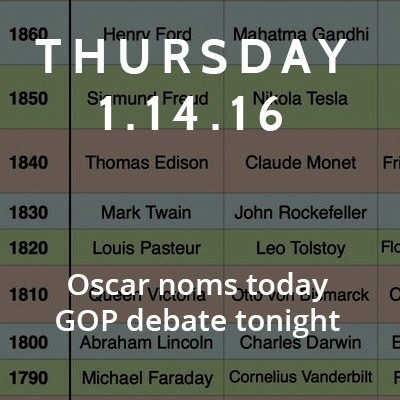 1860 Henry Ford Mahatma Gandhi
THURSDAY
1850 Sigmund Freud Nikola Tesla
1.14.16
1840 Thomas Edison Claude Monet Fri
1830 Mark Twain John Rockefeller
1820 Louis Pasteur Leo Tolstoy Flo
Oscar noms today
1810 Queen Victoria Otto von Bismarck
GOP debate tonight
1800 Abraham Lincoln Charles Darwin
1790 Michael Faraday Cornelius Vanderbilt